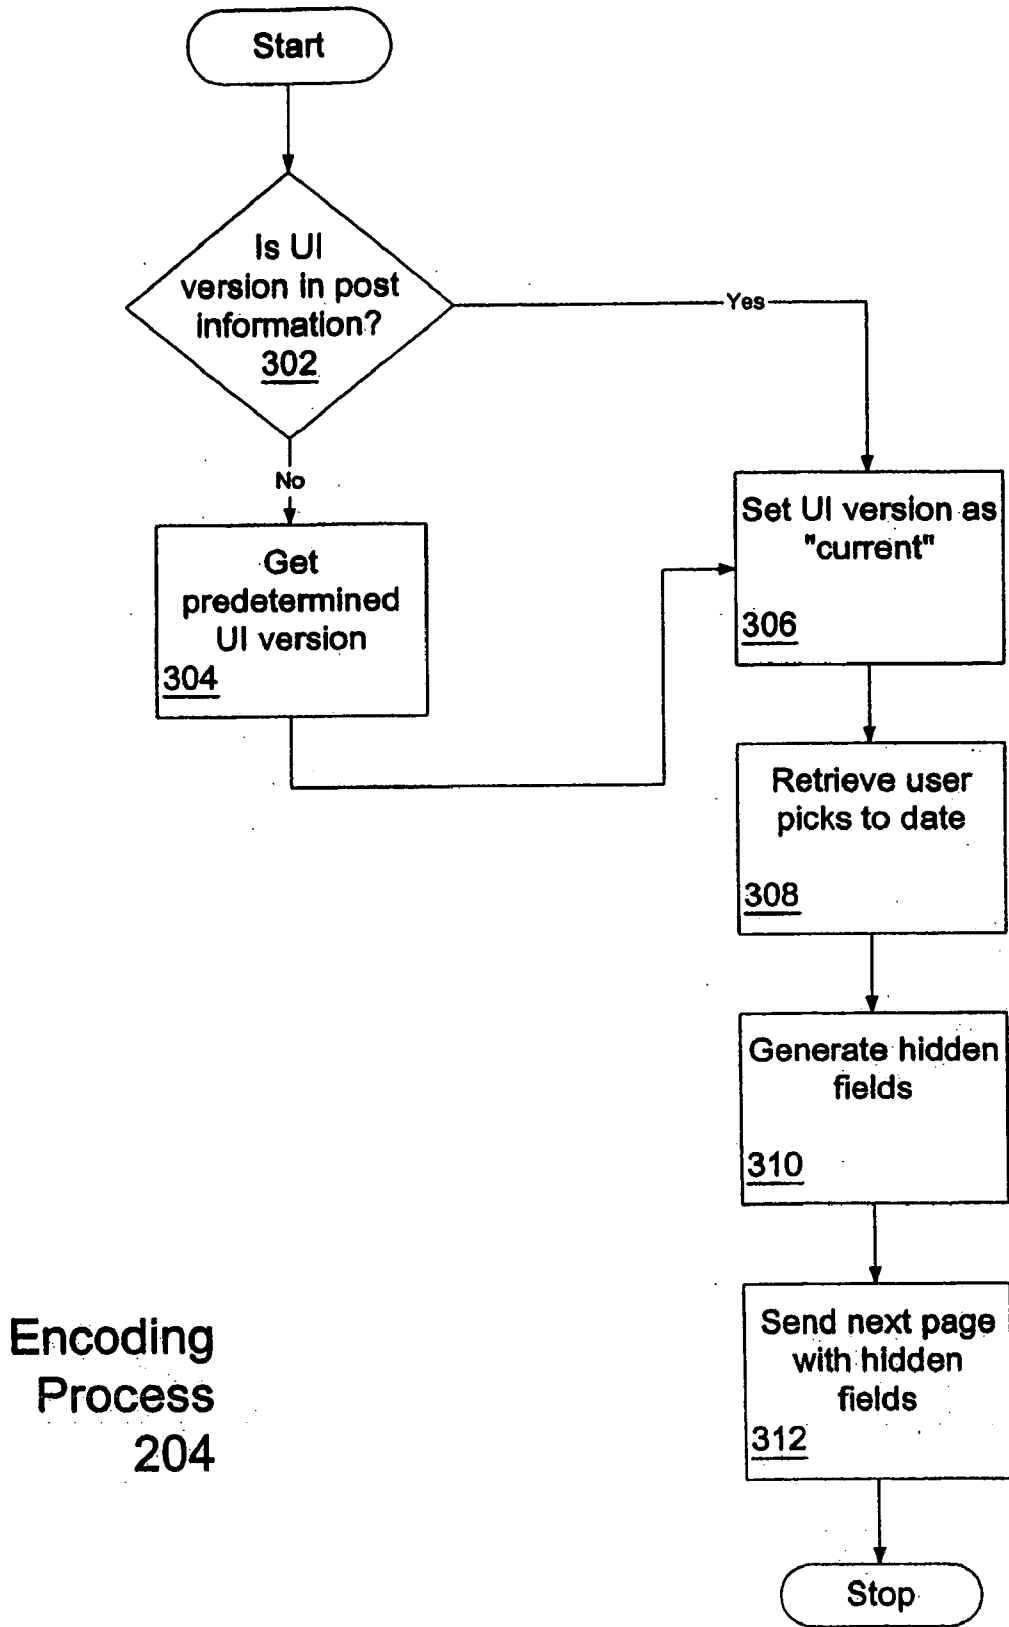 Start
Is UI
version in post
information?
302
Yes
No
Get
predetermined
UI version
304
Set UI version as
"current"
306
Retrieve user
picks to date
308
Generate hidden
fields
310
Send next page
with hidden
fields
312
Stop
Encoding
Process
204